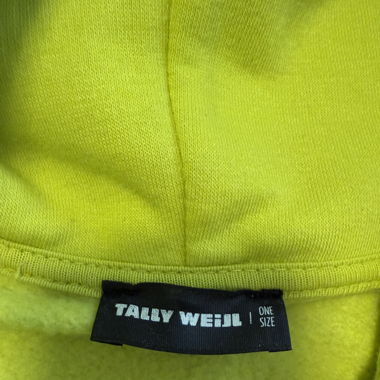 TALLY WEiJL | ONE
SIZE